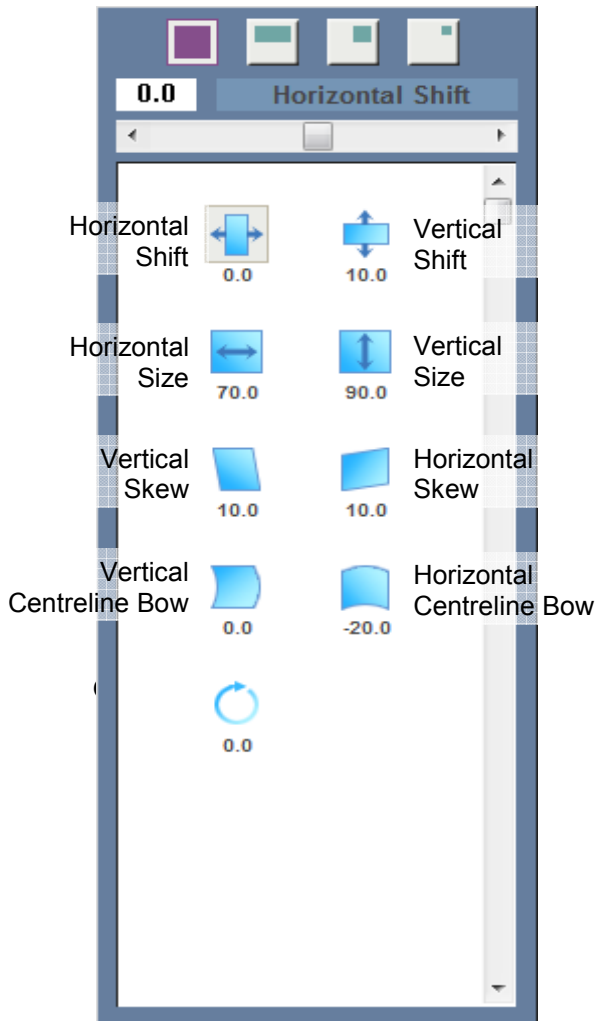 0.0 Horizontal Shift
Horizontal
Shift
0.0
10.0
Vertical
Shift
Horizontal
Size
70.0
90.0
Vertical
Size
Vertical
Skew
10.0
10.0
Horizontal
Skew
Vertical
Centreline Bow
0.0
-20.0
Horizontal
Centreline Bow
0.0